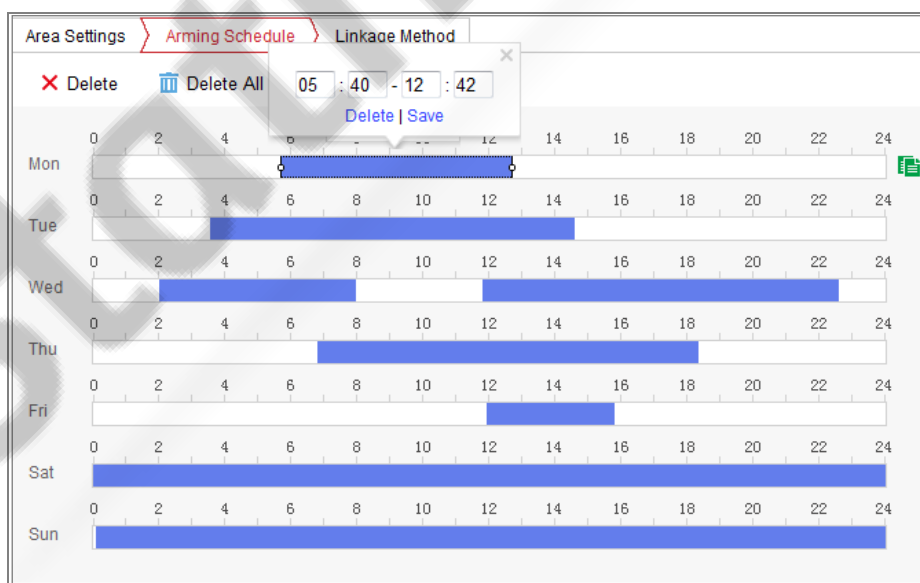 Area Settings Arming Schedule Linkage Method
Delete Delete All
05 : 40 - 12 : 42
Delete | Save
0 2 4 6 8 10 12 14 16 18 20 22 24
Mon
0 2 4 6 8 10 12 14 16 18 20 22 24
Tue
0 2 4 6 8 10 12 14 16 18 20 22 24
Wed
0 2 4 6 8 10 12 14 16 18 20 22 24
Thu
0 2 4 6 8 10 12 14 16 18 20 22 24
Fri
0 2 4 6 8 10 12 14 16 18 20 22 24
Sat
0 2 4 6 8 10 12 14 16 18 20 22 24
Sun